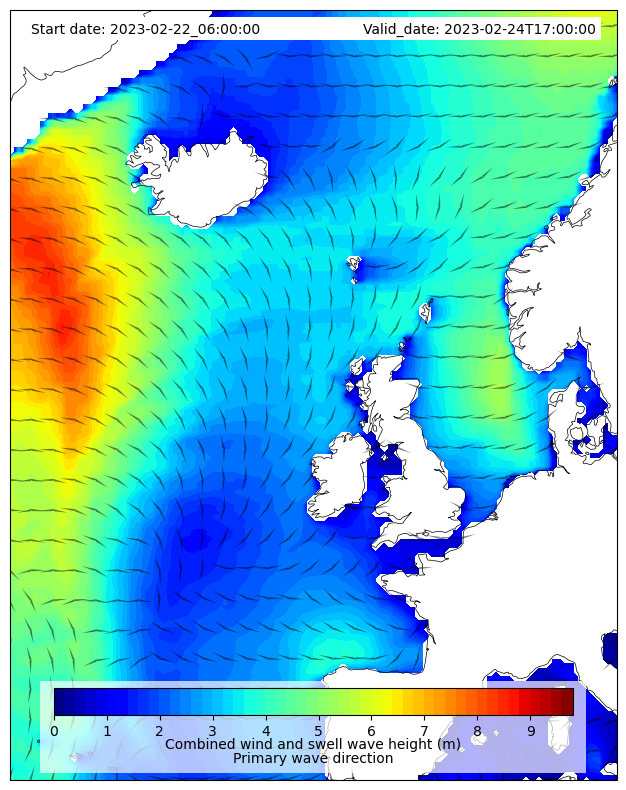 Start date: 2023-02-22_06:00:00 Valid_date: 2023-02-24T17:00:00
0 1 2 3 4 5 6 7 8 9
Combined wind and swell wave height (m)
Primary wave direction